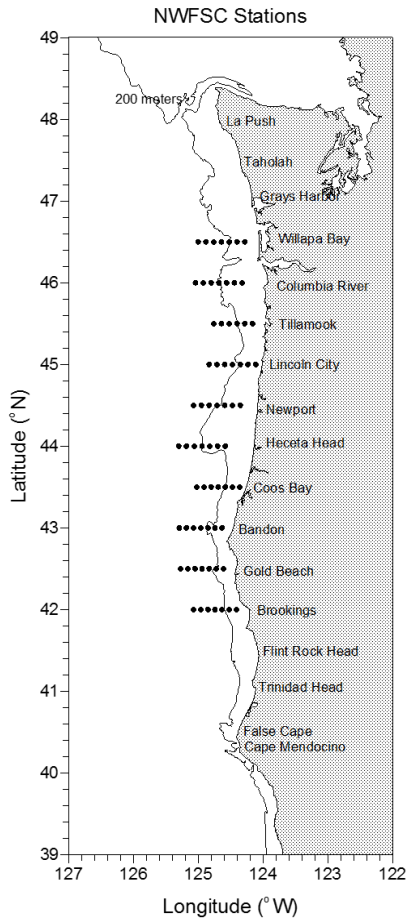 NWFSC Stations
49
200 meters
48
La Push
Taholah
47
Grays Harbor
Willapa Bay
46
Columbia River
Tillamook
45
Lincoln City
Newport
44
Heceta Head
Coos Bay
43
Bandon
Gold Beach
42
Brookings
Flint Rock Head
41
Trinidad Head
False Cape
Cape Mendocino
40
39
127 126 125 124 123 122
Latitude (°N)
Longitude (°W)